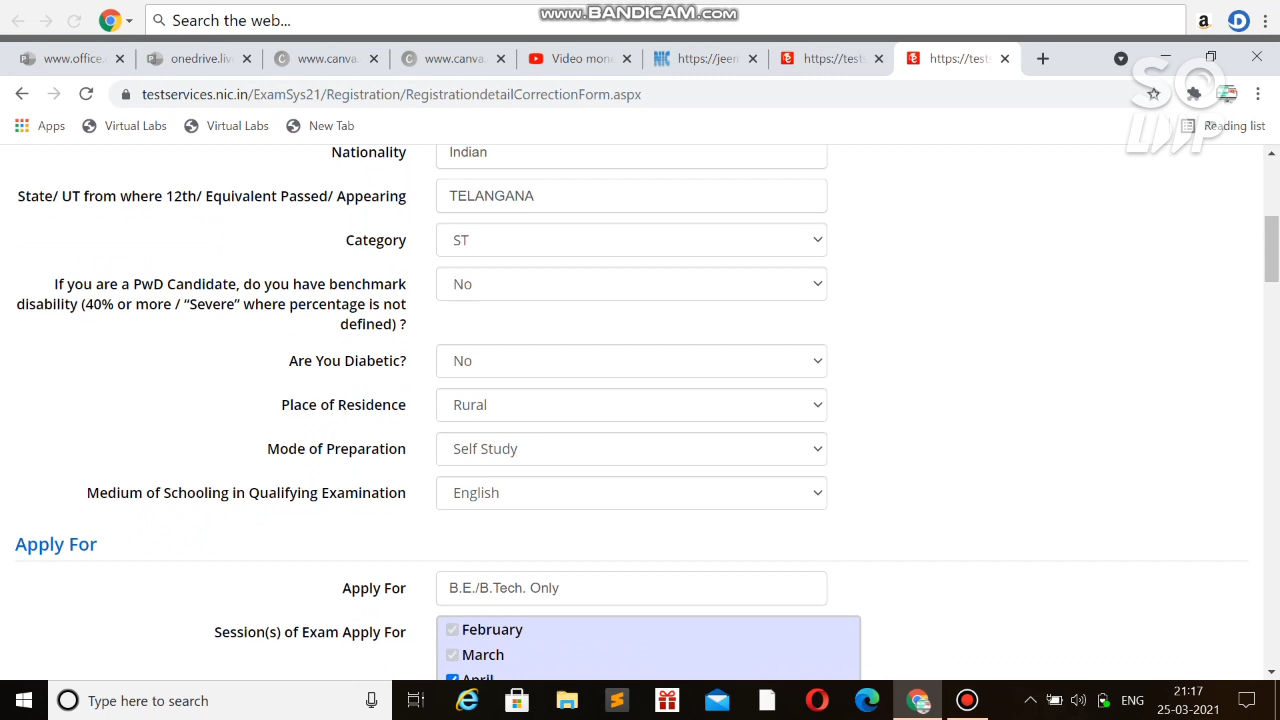 Search the web...
www.BANDICAM.com
www.office
onedrive.li
www.canva.
www.canv
Video mon
https://jeen
https://test
https://tests
testservices.nic.in/ExamSys21/Registration/RegistrationdetailCorrectionForm.aspx
Apps
Virtual Labs
Virtual Labs
New Tab
Reading list
Nationality
Indian
State/ UT from where 12th/ Equivalent Passed/ Appearing
TELANGANA
Category
ST
If you are a PwD Candidate, do you have benchmark
disability (40% or more / “Severe” where percentage is not
defined) ?
No
Are You Diabetic?
No
Place of Residence
Rural
Mode of Preparation
Self Study
Medium of Schooling in Qualifying Examination
English
Apply For
Apply For
B.E./B.Tech. Only
Session(s) of Exam Apply For
February
March
April
Type here to search
ENG
21:17
25-03-2021